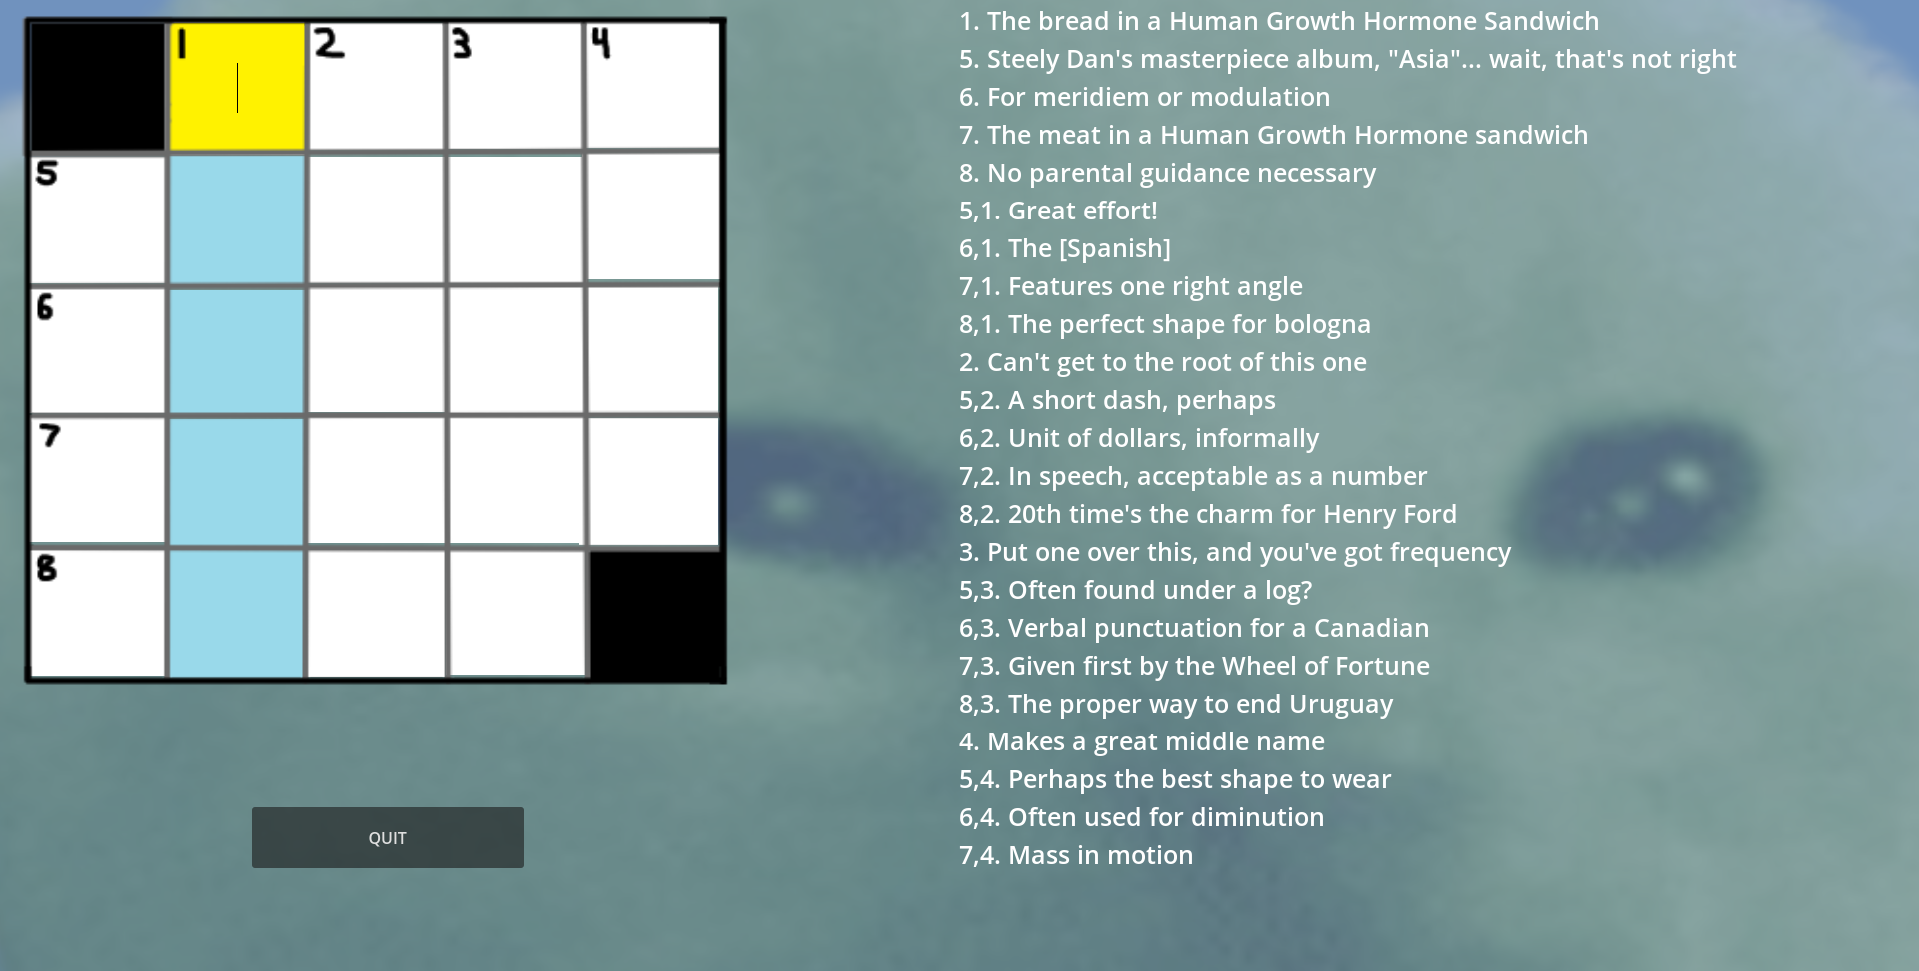 1 2 3 4
5
6
7
8
QUIT
1. The bread in a Human Growth Hormone Sandwich
5. Steely Dan's masterpiece album, "Asia"... wait, that's not right
6. For meridiem or modulation
7. The meat in a Human Growth Hormone sandwich
8. No parental guidance necessary
5,1. Great effort!
6,1. The [Spanish]
7,1. Features one right angle
8,1. The perfect shape for bologna
2. Can't get to the root of this one
5,2. A short dash, perhaps
6,2. Unit of dollars, informally
7,2. In speech, acceptable as a number
8,2. 20th time's the charm for Henry Ford
3. Put one over this, and you've got frequency
5,3. Often found under a log?
6,3. Verbal punctuation for a Canadian
7,3. Given first by the Wheel of Fortune
8,3. The proper way to end Uruguay
4. Makes a great middle name
5,4. Perhaps the best shape to wear
6,4. Often used for diminution
7,4. Mass in motion